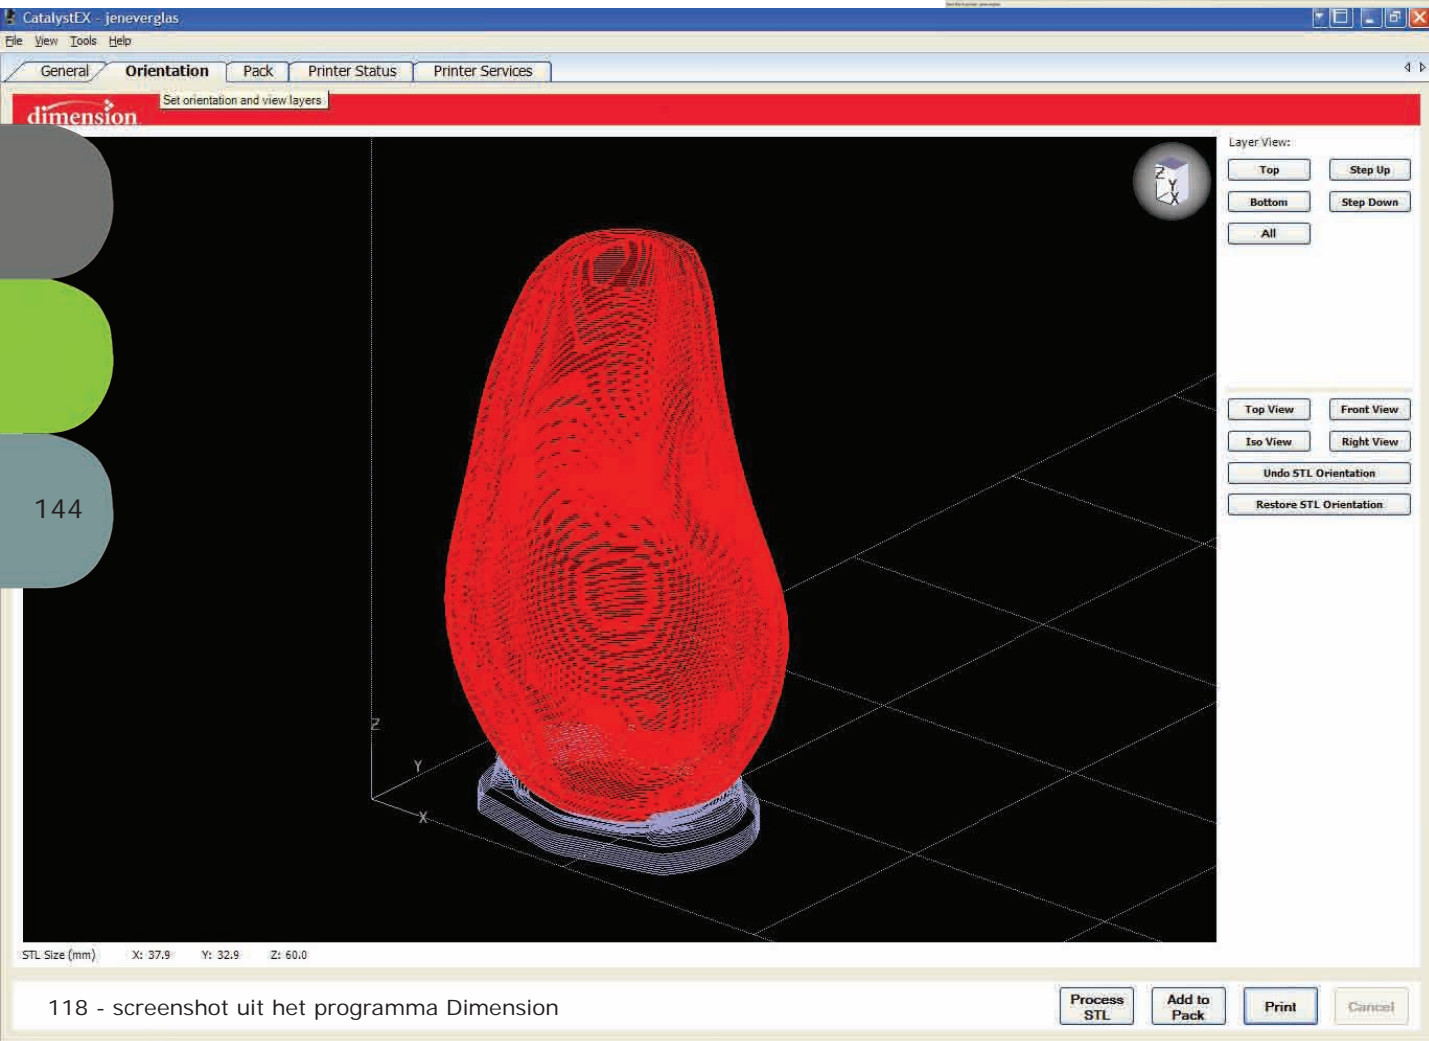 CatalystEX - jeneverglas
File View Tools Help
General Orientation Pack Printer Status Printer Services
Set orientation and view layers
dimension
Layer View:
Top Step Up
Bottom Step Down
All
Z
Y
X
Top View Front View
Iso View Right View
Undo STL Orientation
Restore STL Orientation
144
Z
Y
X
STL Size (mm) X: 37.9 Y: 32.9 Z: 60.0
118 - screenshot uit het programma Dimension
Process STL Add to Pack Print Cancel